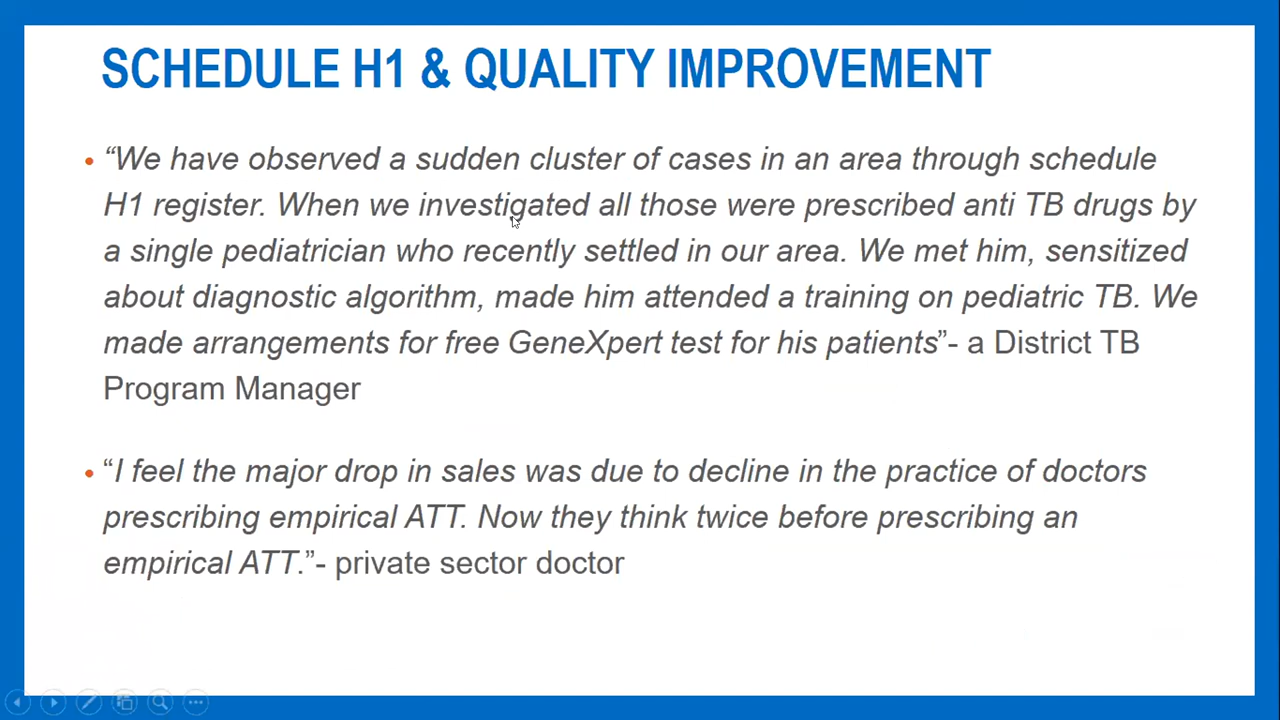 SCHEDULE H1 & QUALITY IMPROVEMENT
• “We have observed a sudden cluster of cases in an area through schedule
H1 register. When we investigated all those were prescribed anti TB drugs by
a single pediatrician who recently settled in our area. We met him, sensitized
about diagnostic algorithm, made him attended a training on pediatric TB. We
made arrangements for free GeneXpert test for his patients”- a District TB
Program Manager
• “I feel the major drop in sales was due to decline in the practice of doctors
prescribing empirical ATT. Now they think twice before prescribing an
empirical ATT.”- private sector doctor